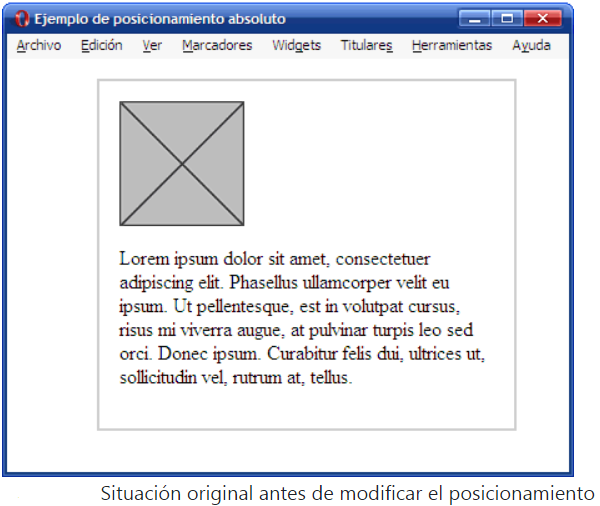 Ejemplo de posicionamiento absoluto
Archivo Edición Ver Marcadores Widgets Titulares Herramientas Ayuda
Lorem ipsum dolor sit amet, consectetuer
adipiscing elit. Phasellus ullamcorper velit eu
ipsum. Ut pellentesque, est in volutpat cursus,
risus mi viverra augue, at pulvinar turpis leo sed
orci. Donec ipsum. Curabitur felis dui, ultrices ut,
sollicitudin vel, rutrum at, tellus.
Situación original antes de modificar el posicionamiento